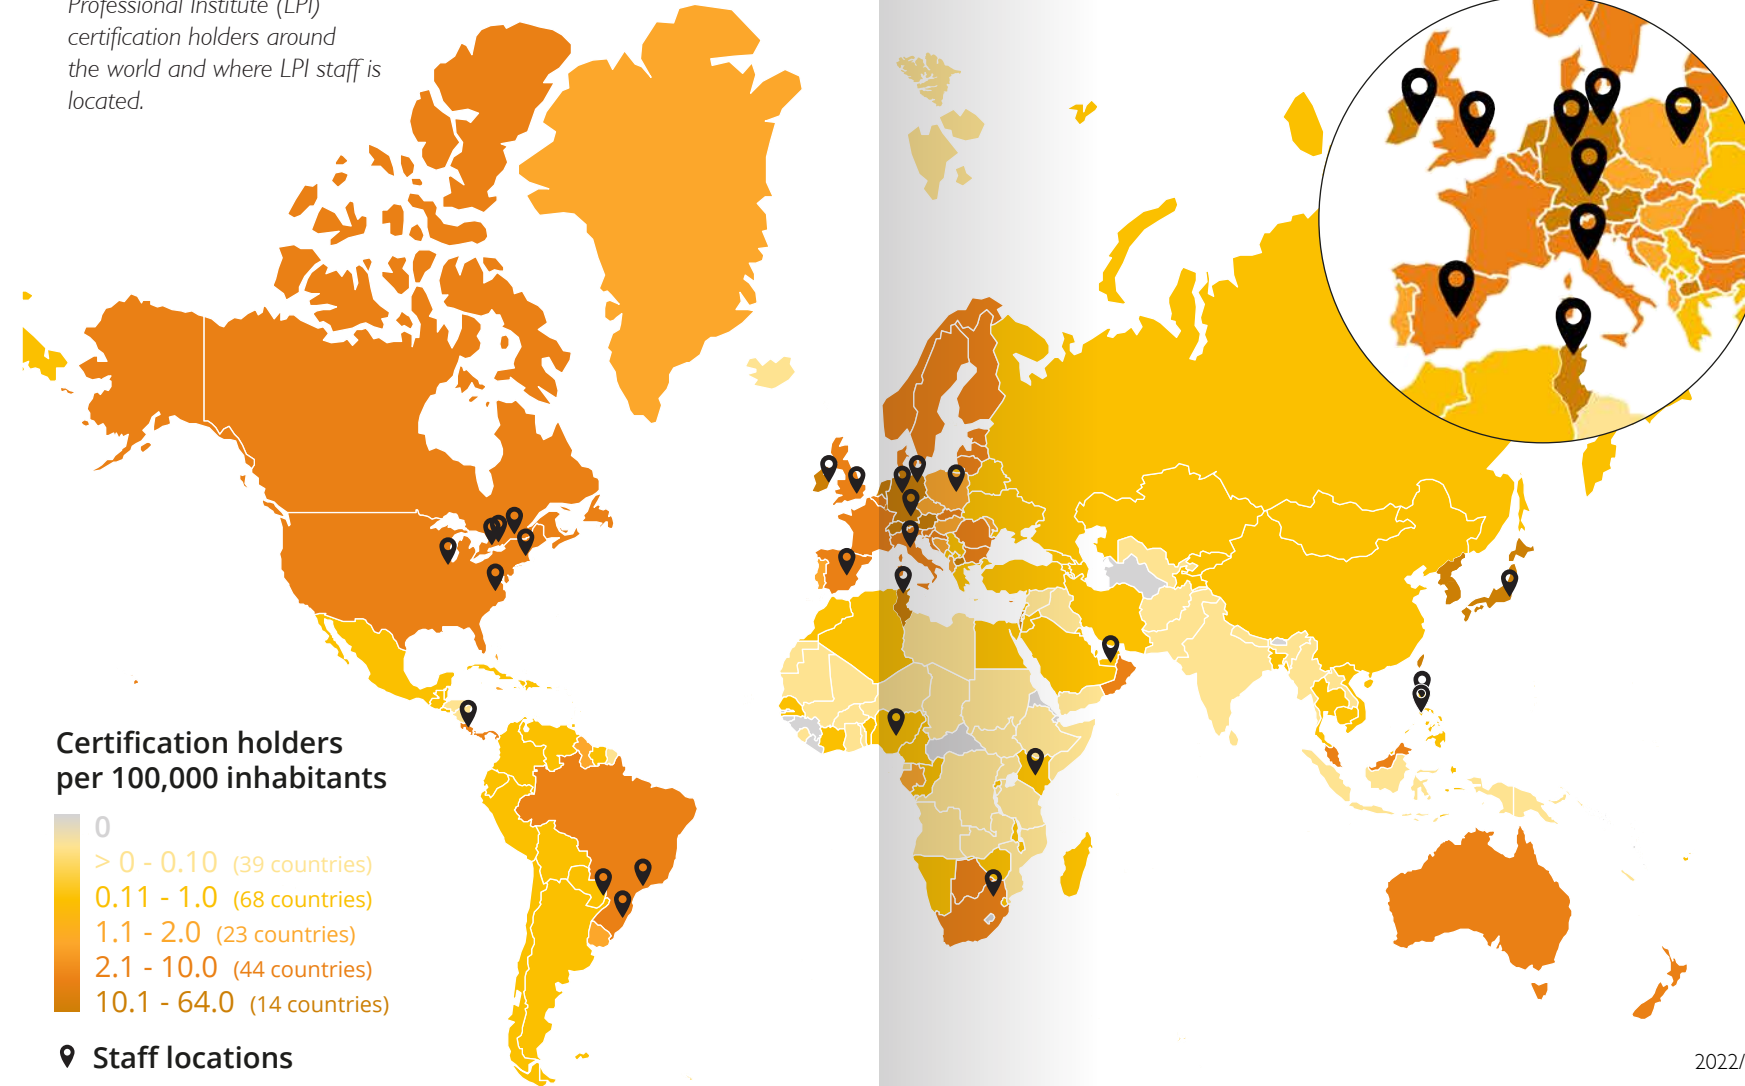 Professional Institute (LPI)
certification holders around
the world and where LPI staff is
located.
Certification holders
per 100,000 inhabitants
0
> 0 - 0.10 (39 countries)
0.11 - 1.0 (68 countries)
1.1 - 2.0 (23 countries)
2.1 - 10.0 (44 countries)
10.1 - 64.0 (14 countries)
Staff locations
2022/